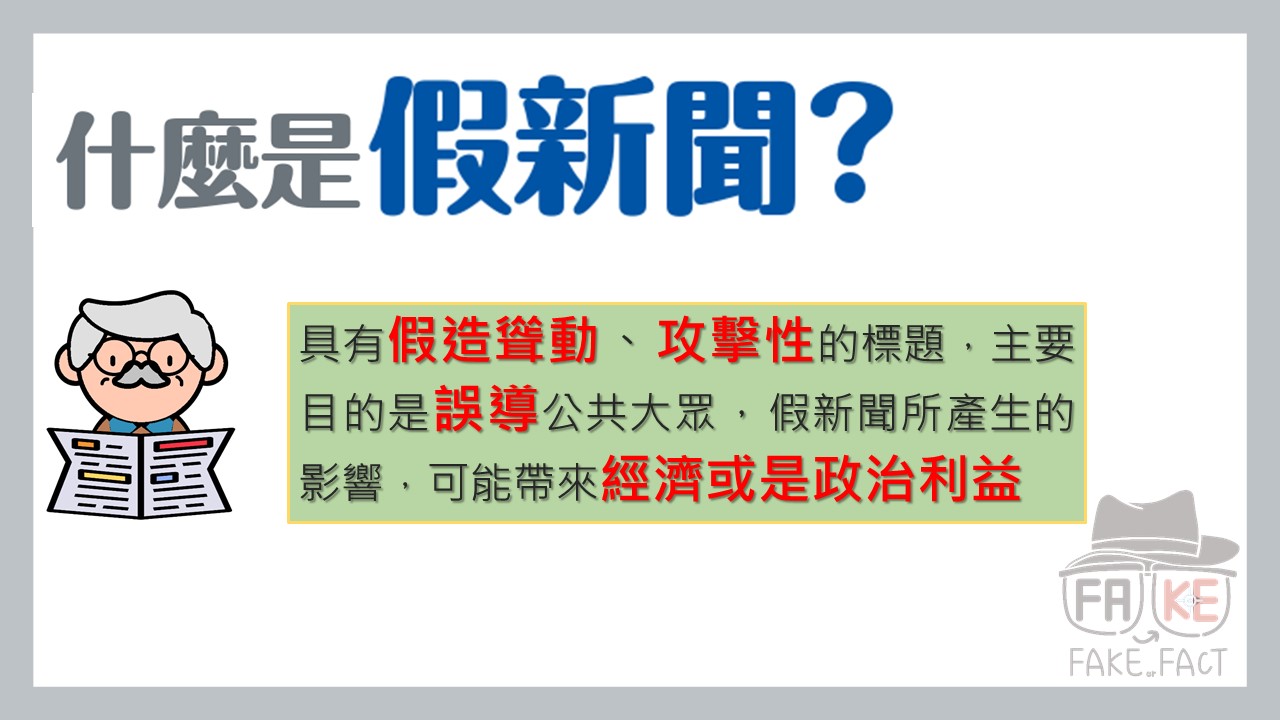 什麼是假新聞?
具有假造聳動、攻擊性的標題，主要
目的是誤導公共大眾，假新聞所產生的
影響，可能帶來經濟或是政治利益
FA KE
FAKE or FACT